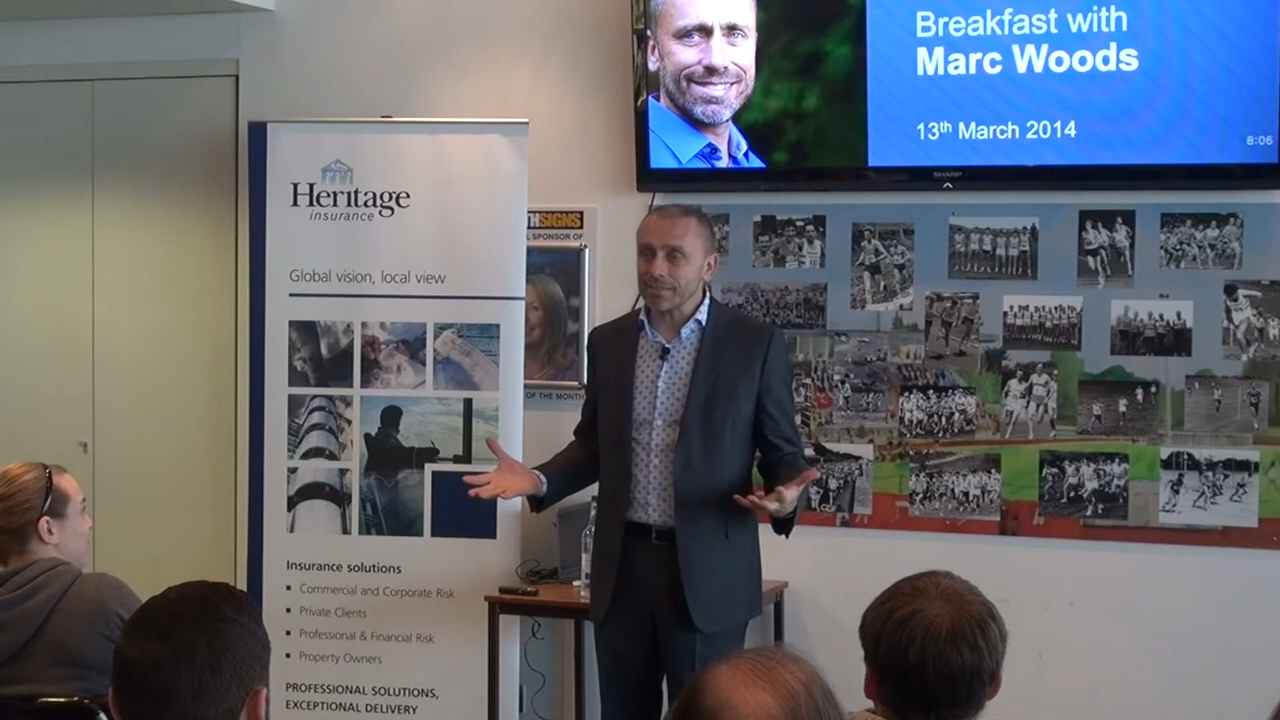 Breakfast with
Marc Woods
13th March 2014
8:06
SHARP
Heritage
insurance
Global vision, local view
Insurance solutions
Commercial and Corporate Risk
Private Clients
Professional & Financial Risk
Property Owners
PROFESSIONAL SOLUTIONS,
EXCEPTIONAL DELIVERY
THSIGNS
SPONSOR OF
OF THE MONTH